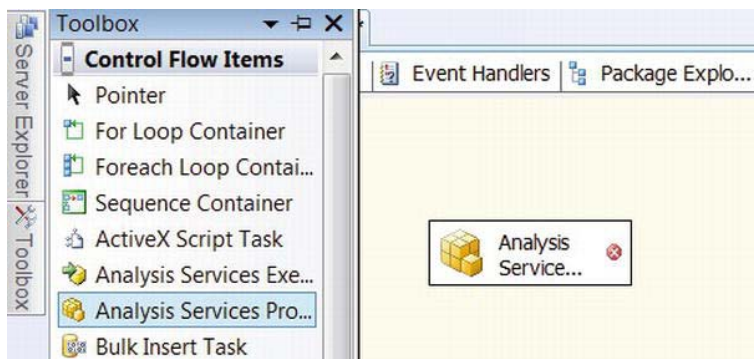 Server Explorer
Toolbox
Toolbox
Control Flow Items
Pointer
For Loop Container
Foreach Loop Contai...
Sequence Container
ActiveX Script Task
Analysis Services Exe...
Analysis Services Pro...
Bulk Insert Task
Event Handlers
Package Explo...
Analysis
Service...